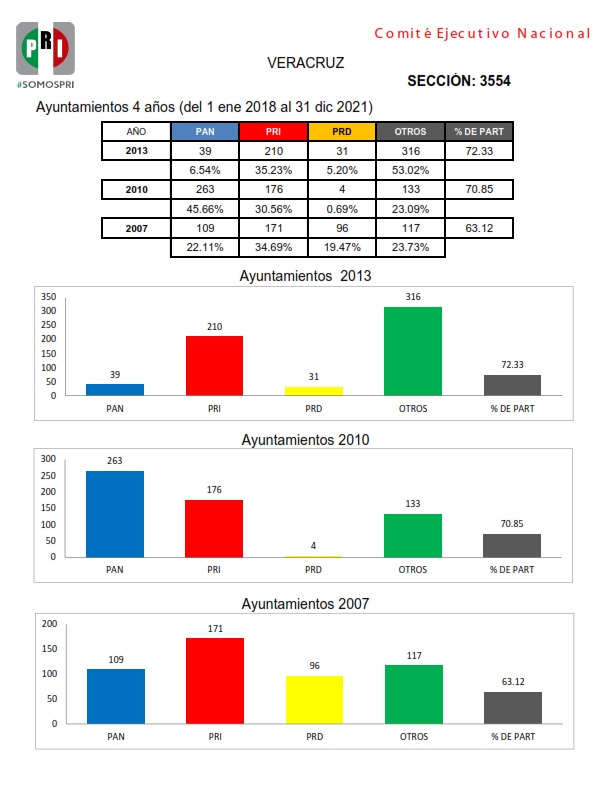 Comité Ejecutivo Nacional
PRI
#SOMOSPRI
VERACRUZ
SECCIÓN: 3554
Ayuntamientos 4 años (del 1 ene 2018 al 31 dic 2021)
AÑO PAN PRI PRD OTROS % DE PART
2013 39 210 31 316 72.33
6.54% 35.23% 5.20% 53.02%
2010 263 176 4 133 70.85
45.66% 30.56% 0.69% 23.09%
2007 109 171 96 117 63.12
22.11% 34.69% 19.47% 23.73%
Ayuntamientos 2013
350
300
250
200
150
100
50
0
39 210 31 316 72.33
PAN PRI PRD OTROS % DE PART
Ayuntamientos 2010
300
250
200
150
100
50
0
263 176 4 133 70.85
PAN PRI PRD OTROS % DE PART
Ayuntamientos 2007
200
150
100
50
0
109 171 96 117 63.12
PAN PRI PRD OTROS % DE PART